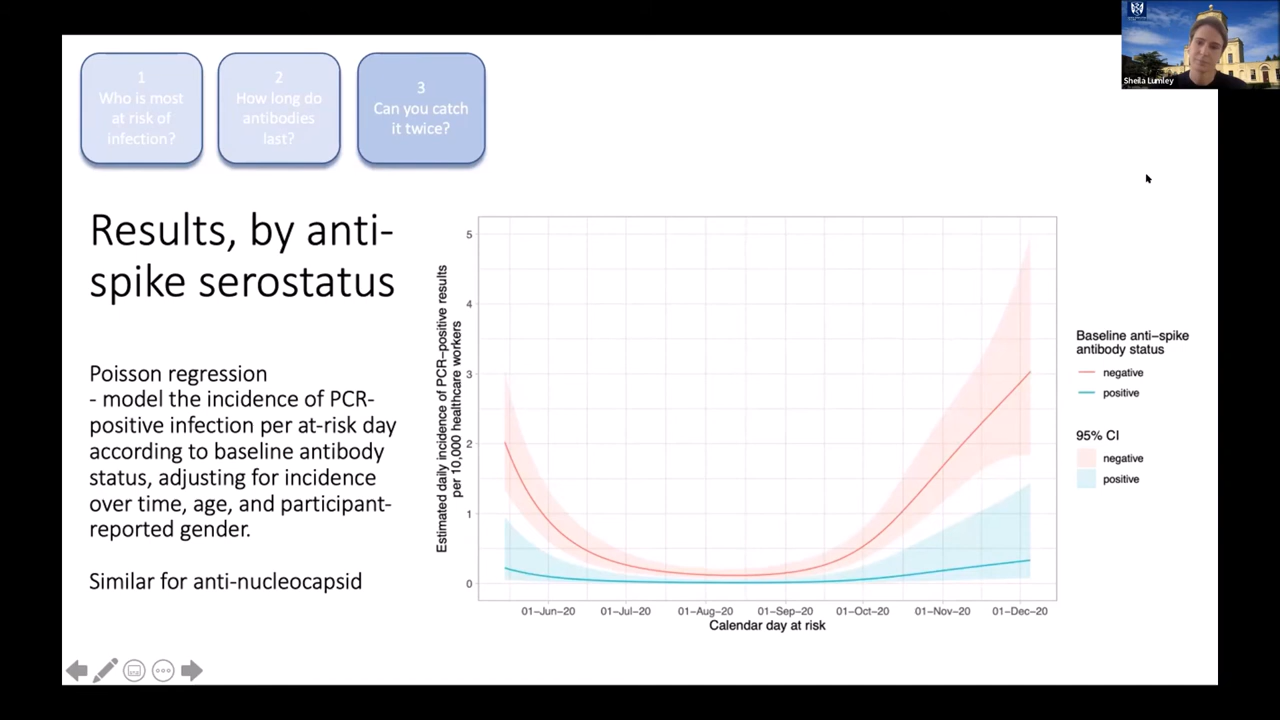 Sheila Lumley
1
Who is most
at risk of
infection?
2
How long do
antibodies
last?
3
Can you catch
it twice?
Results, by anti-
spike serostatus
Poisson regression
- model the incidence of PCR-
positive infection per at-risk day
according to baseline antibody
status, adjusting for incidence
over time, age, and participant-
reported gender.
Similar for anti-nucleocapsid
Estimated daily incidence of PCR−positive results
per 10,000 healthcare workers
5
4
3
2
1
0
01−Jun−20 01−Jul−20 01−Aug−20 01−Sep−20 01−Oct−20 01−Nov−20 01−Dec−20
Calendar day at risk
Baseline anti−spike
antibody status
negative
positive
95% CI
negative
positive